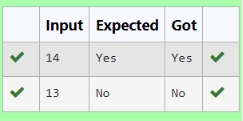 Input Expected Got
14 Yes Yes
13 No No